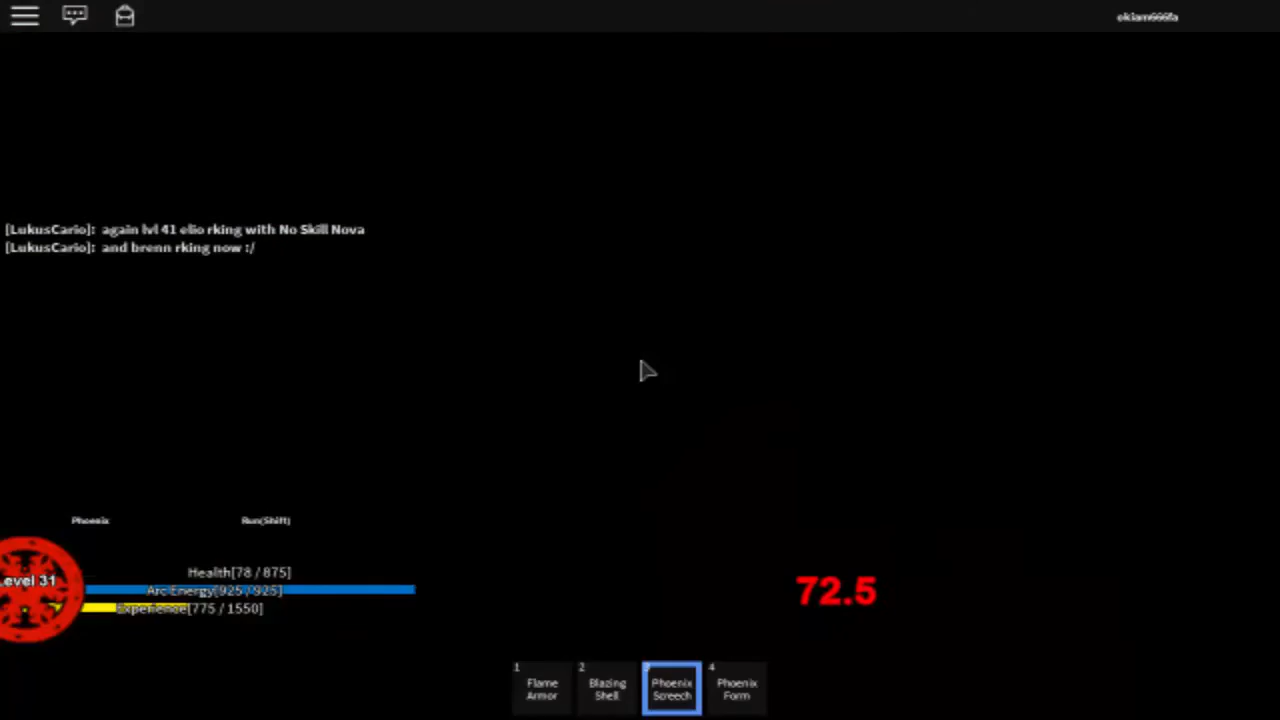 okiam666fa
[LukusCario]: again lvl 41 elio rking with No Skill Nova
[LukusCario]: and brenn rking now :/
Phoenix Run(Shift)
Level 31
Health[78 / 875]
Arc Energy[925 / 925]
Experience[775 / 1550]
72.5
1 2 3 4
Flame Blazing Phoenix Phoenix
Armor Shell Screech Form